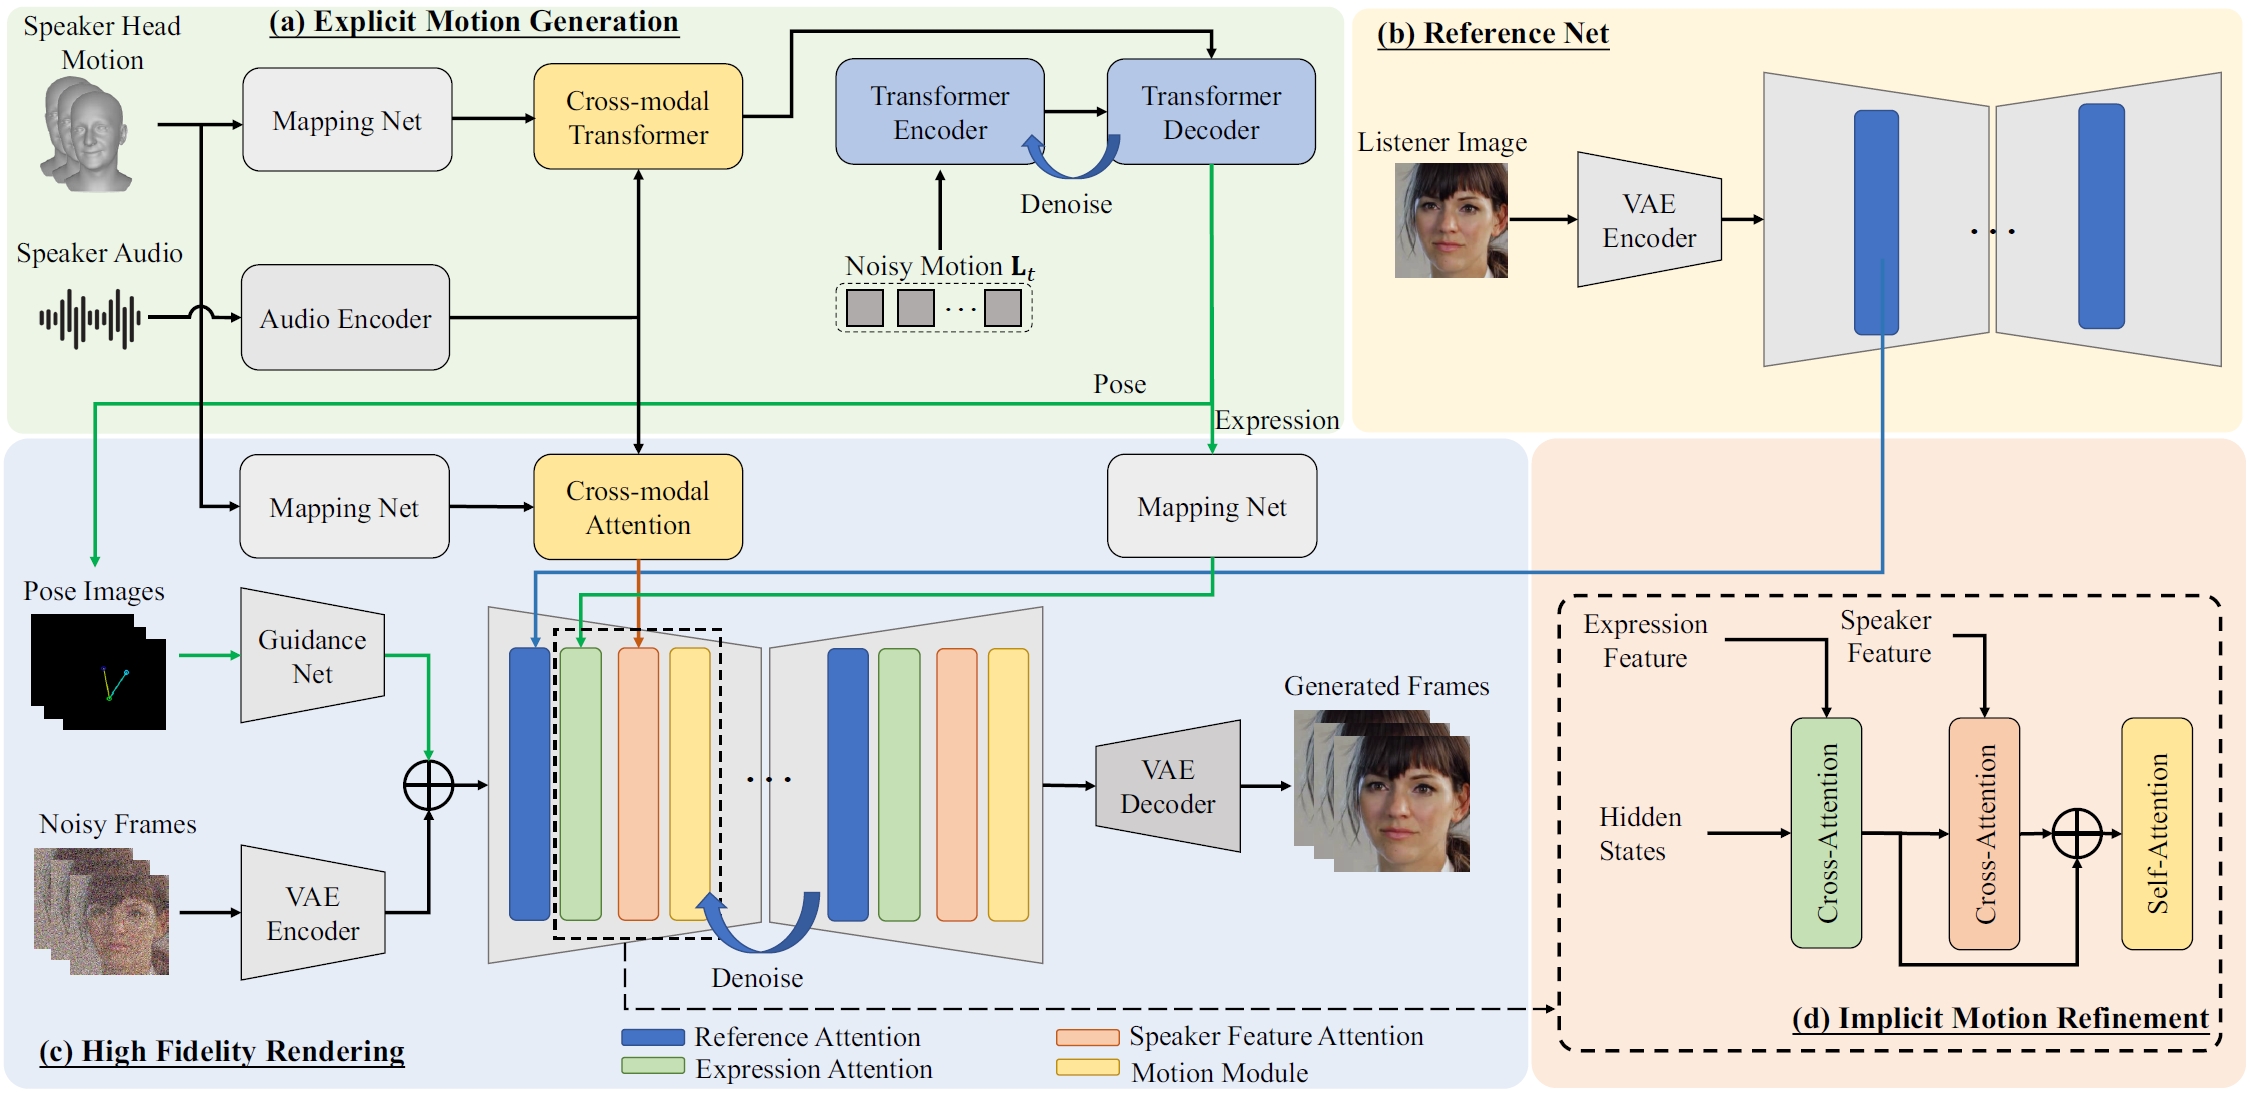 (a) Explicit Motion Generation
Speaker Head
Motion
Mapping Net
Cross-modal
Transformer
Transformer
Encoder
Transformer
Decoder
Denoise
Speaker Audio
Audio Encoder
Noisy Motion L_t
...
Pose
Expression
(b) Reference Net
Listener Image
VAE
Encoder
...
Mapping Net
Cross-modal
Attention
Mapping Net
Pose Images
Guidance
Net
Noisy Frames
VAE
Encoder
...
Denoise
VAE
Decoder
Generated Frames
(c) High Fidelity Rendering
Reference Attention
Expression Attention
Speaker Feature Attention
Motion Module
Expression
Feature
Speaker
Feature
Hidden
States
Cross-Attention
Cross-Attention
Self-Attention
(d) Implicit Motion Refinement